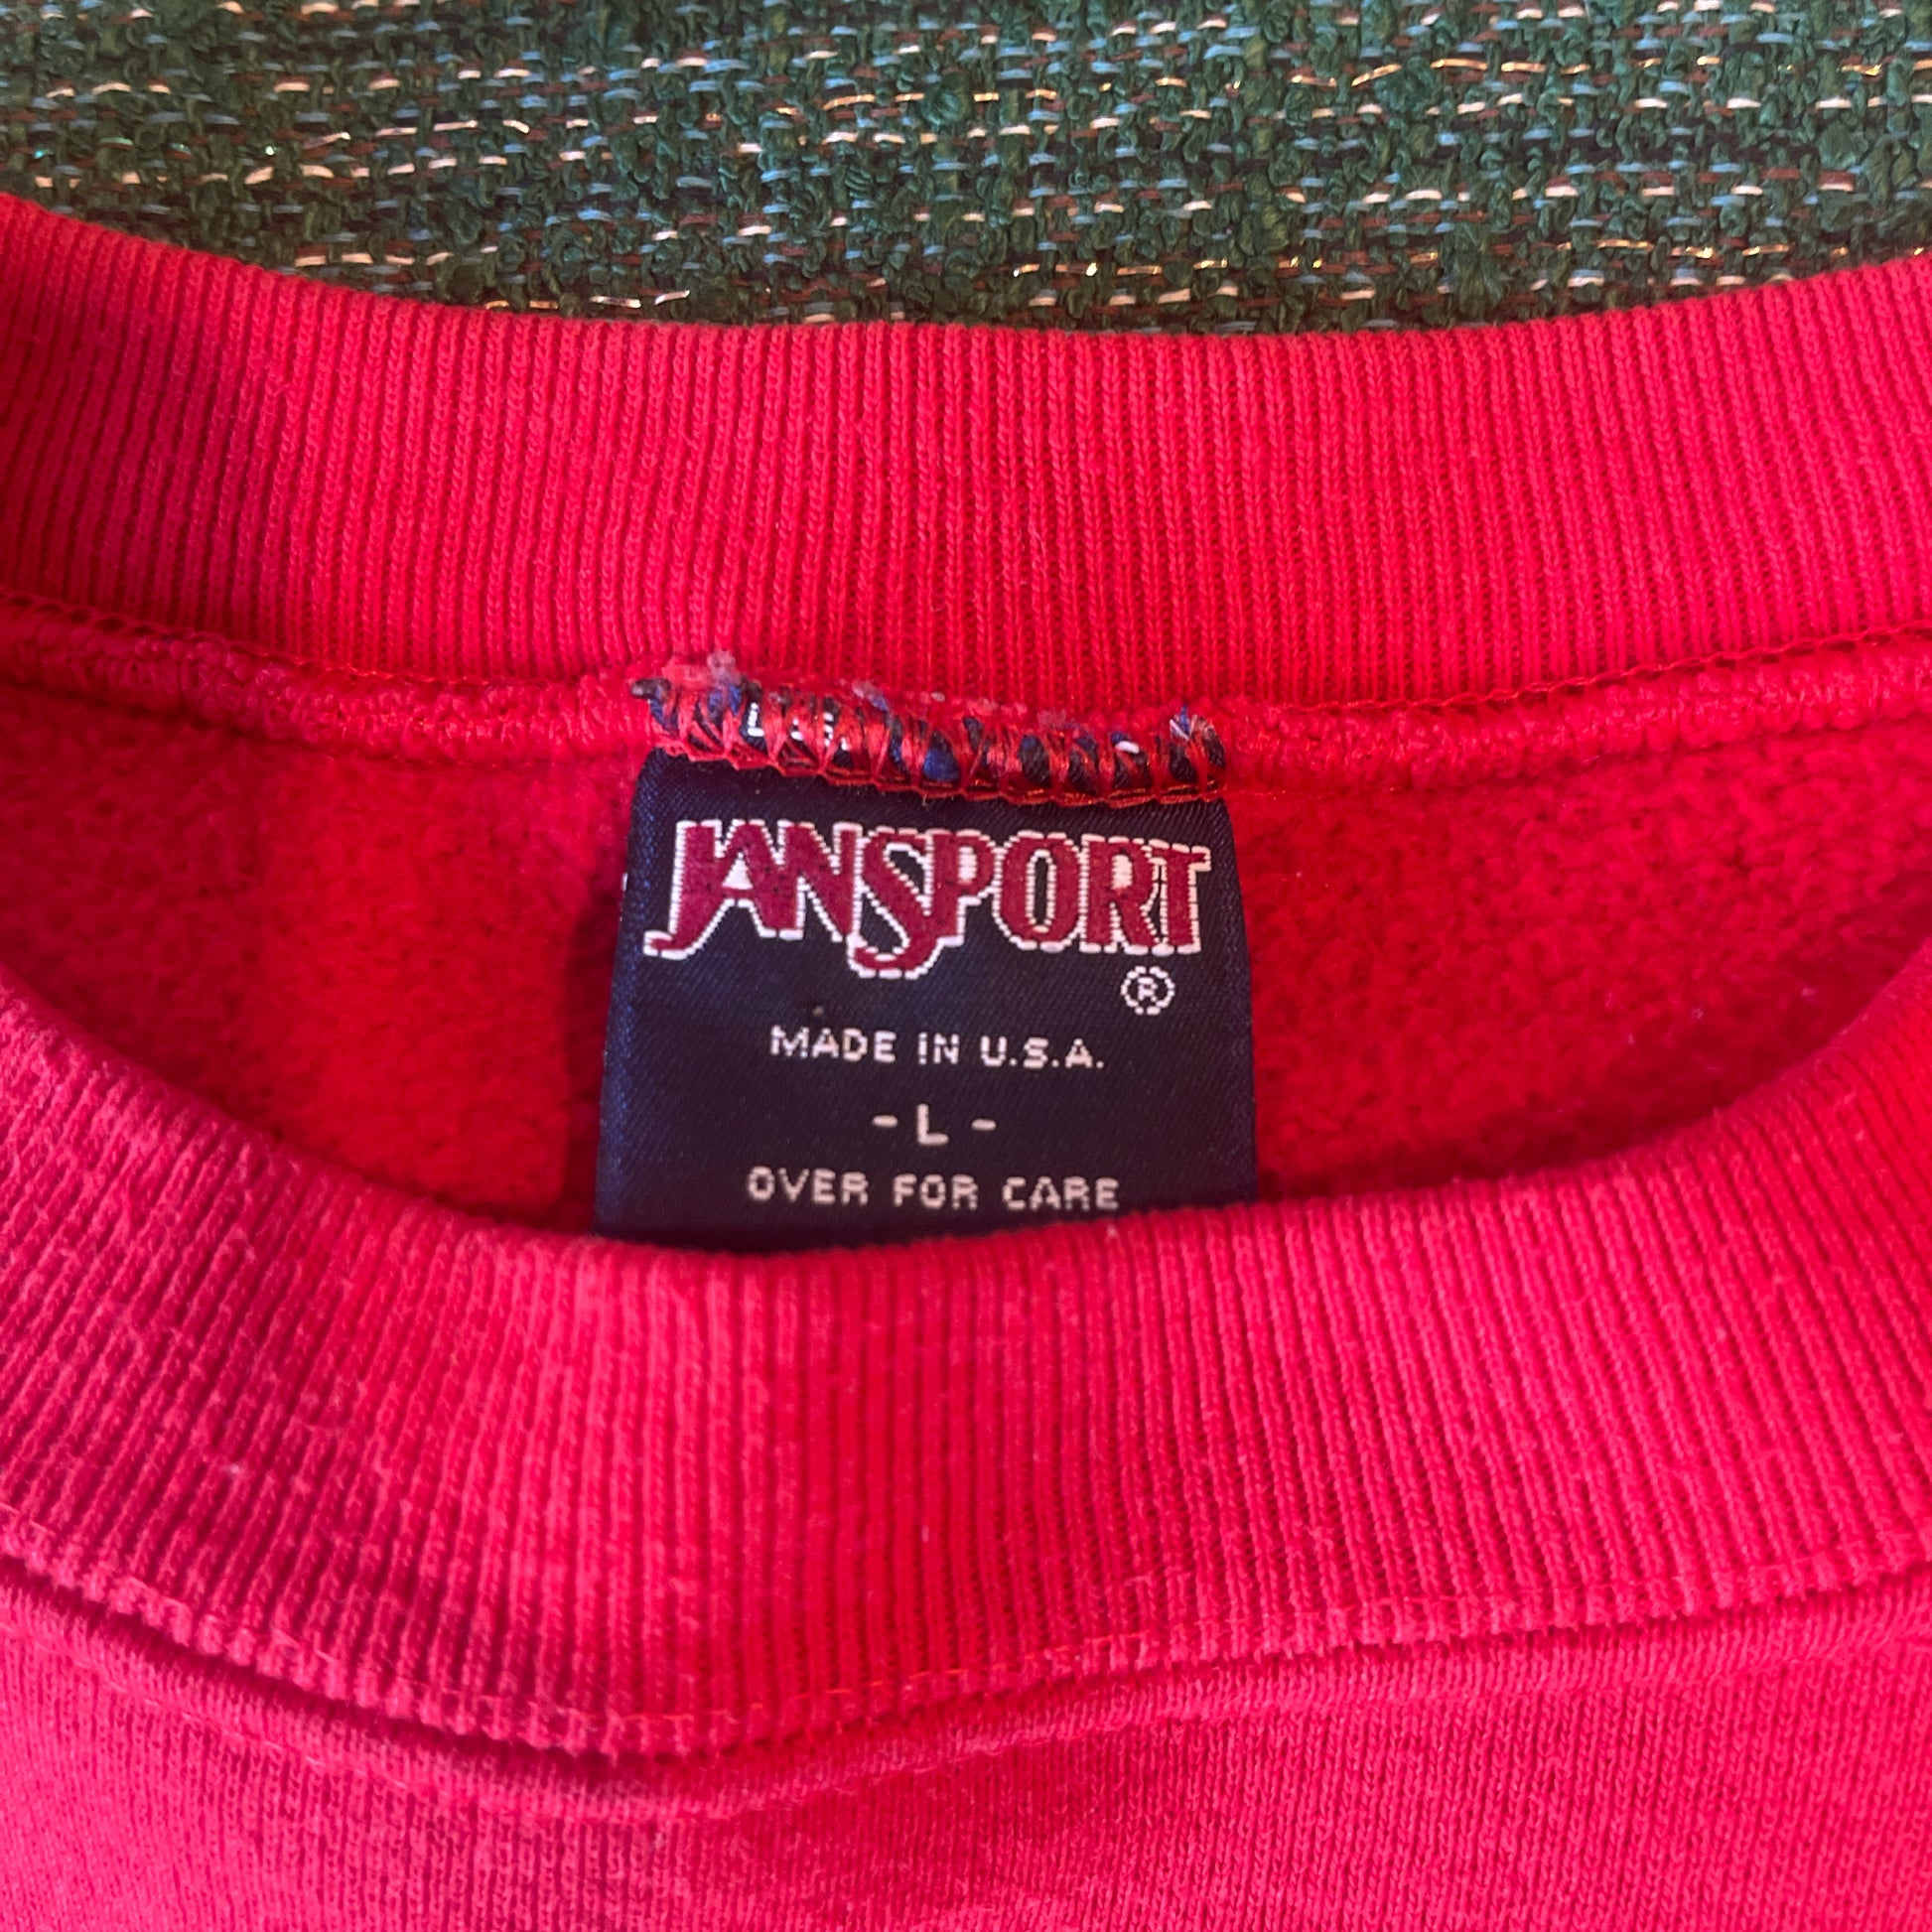 JANSPORT
®
MADE IN U.S.A.
- L -
OVER FOR CARE